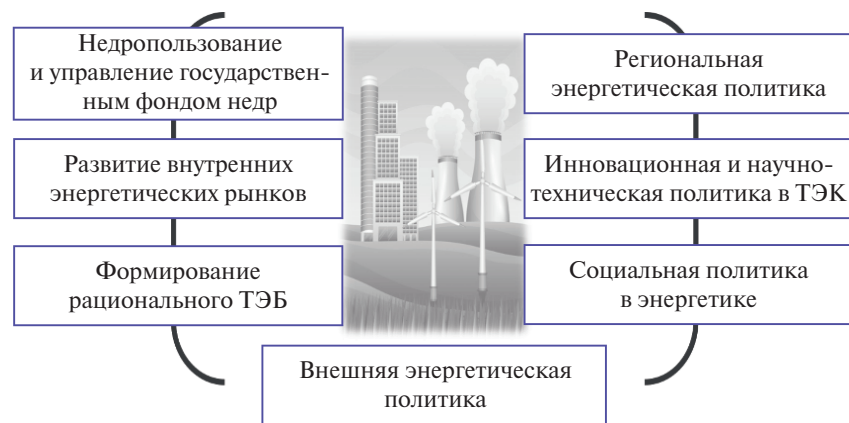 Недропользование
и управление государствен-
ным фондом недр
Развитие внутренних
энергетических рынков
Формирование
рационального ТЭБ
Региональная
энергетическая политика
Инновационная и научно-
техническая политика в ТЭК
Социальная политика
в энергетике
Внешняя энергетическая
политика